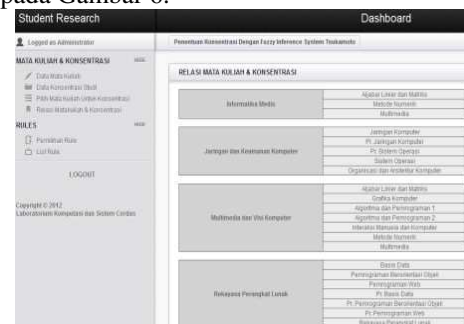 pada Gambar 6.
Student Research
Dashboard
Logged as Administrator
Penentuan Konsentrasi Dengan Fuzzy Inference System Tsukamoto
MATA KULIAH & KONSENTRASI
Data Mata Kuliah
Data Konsentrasi Studi
Pilih Mata Kuliah Untuk Konsentrasi
Relasi Matakuliah & Konsentrasi
RULES
Pemilihan Rule
List Rule
LOGOUT
Copyright © 2012
Laboratorium Komputasi dan Sistem Cerdas
RELASI MATA KULIAH & KONSENTRASI
Informatika Medis
Aljabar Linier dan Matriks
Metode Numerik
Multimedia
Jaringan dan Keamanan Komputer
Jaringan Komputer
Pr. Jaringan Komputer
Pr. Sistem Operasi
Sistem Operasi
Organisasi dan Arsitektur Komputer
Multimedia dan Visi Komputer
Aljabar Linier dan Matriks
Grafika Komputer
Algoritma dan Pemrograman 1
Algoritma dan Pemrograman 2
Interaksi Manusia dan Komputer
Metode Numerik
Multimedia
Rekayasa Perangkat Lunak
Basis Data
Pemrograman Berorientasi Objek
Pemrograman Web
Pr. Basis Data
Pr. Pemrograman Berorientasi Objek
Pr. Pemrograman Web
Rekayasa Perangkat Lunak